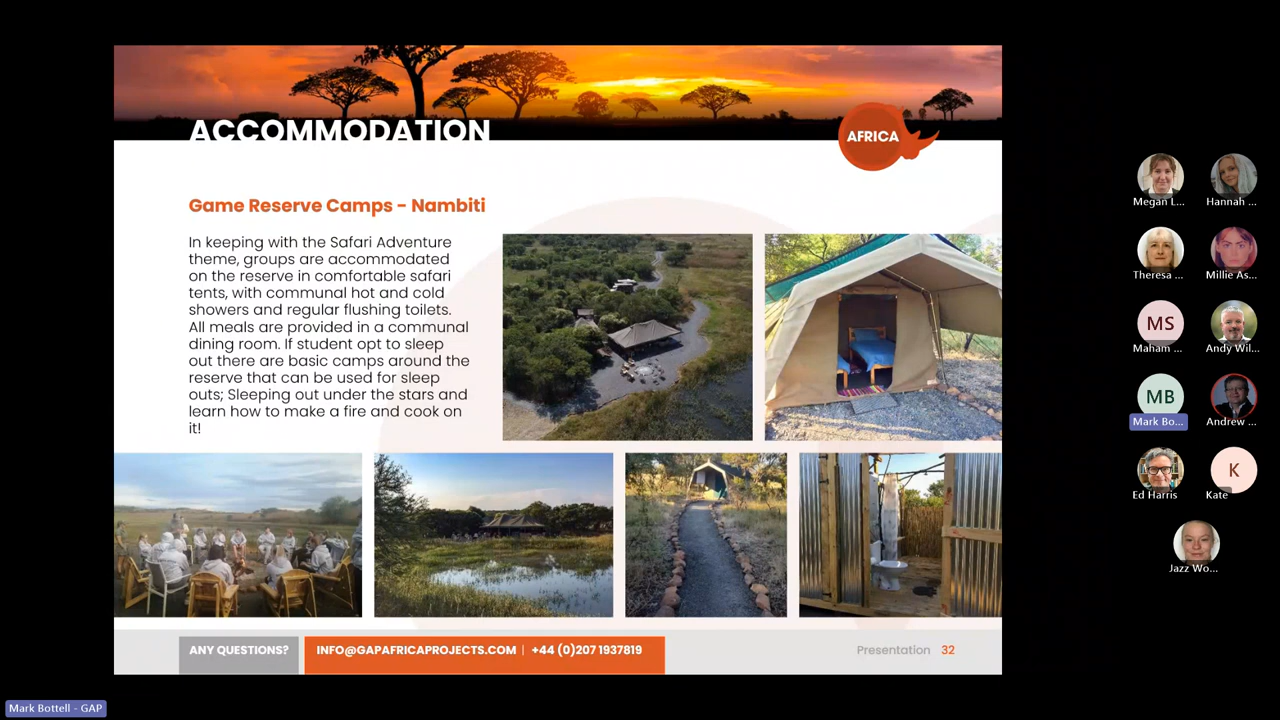 ACCOMMODATION
AFRICA
Game Reserve Camps - Nambiti
In keeping with the Safari Adventure
theme, groups are accommodated
on the reserve in comfortable safari
tents, with communal hot and cold
showers and regular flushing toilets.
All meals are provided in a communal
dining room. If student opt to sleep
out there are basic camps around the
reserve that can be used for sleep
outs; Sleeping out under the stars and
learn how to make a fire and cook on
it!
ANY QUESTIONS?
INFO@GAPAFRICAPROJECTS.COM | +44 (0)207 1937819
Presentation 32
Megan L...
Hannah ...
Theresa ...
Millie As...
MS
Maham ...
Andy Wil...
MB
Mark Bo...
Andrew ...
Ed Harris
K
Kate
Jazz Wo...
Mark Bottell - GAP